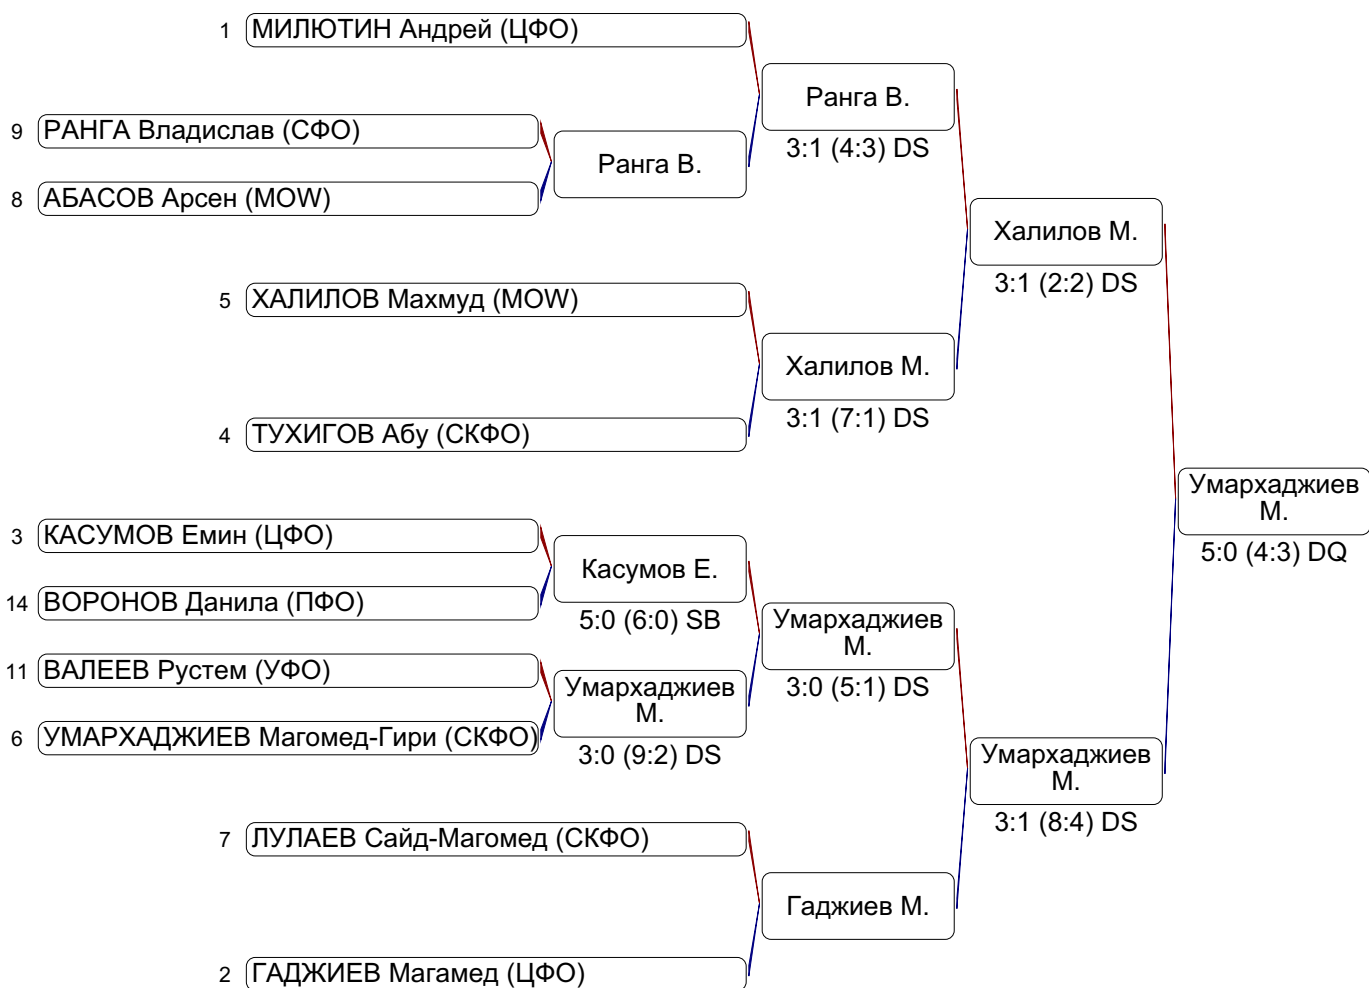 1 МИЛЮТИН Андрей (ЦФО)
Ранга В.
3:1 (4:3) DS
9 РАНГА Владислав (СФО)
Ранга В.
8 АБАСОВ Арсен (MOW)
Халилов М.
3:1 (2:2) DS
5 ХАЛИЛОВ Махмуд (MOW)
Халилов М.
3:1 (7:1) DS
4 ТУХИГОВ Абу (СКФО)
Умархаджиев
М.
5:0 (4:3) DQ
3 КАСУМОВ Емин (ЦФО)
Касумов Е.
5:0 (6:0) SB
14 ВОРОНОВ Данила (ПФО)
Умархаджиев
М.
3:0 (5:1) DS
11 ВАЛЕЕВ Рустем (УФО)
Умархаджиев
М.
3:0 (9:2) DS
6 УМАРХАДЖИЕВ Магомед-Гири (СКФО)
Умархаджиев
М.
3:1 (8:4) DS
7 ЛУЛАЕВ Сайд-Магомед (СКФО)
Гаджиев М.
2 ГАДЖИЕВ Магамед (ЦФО)